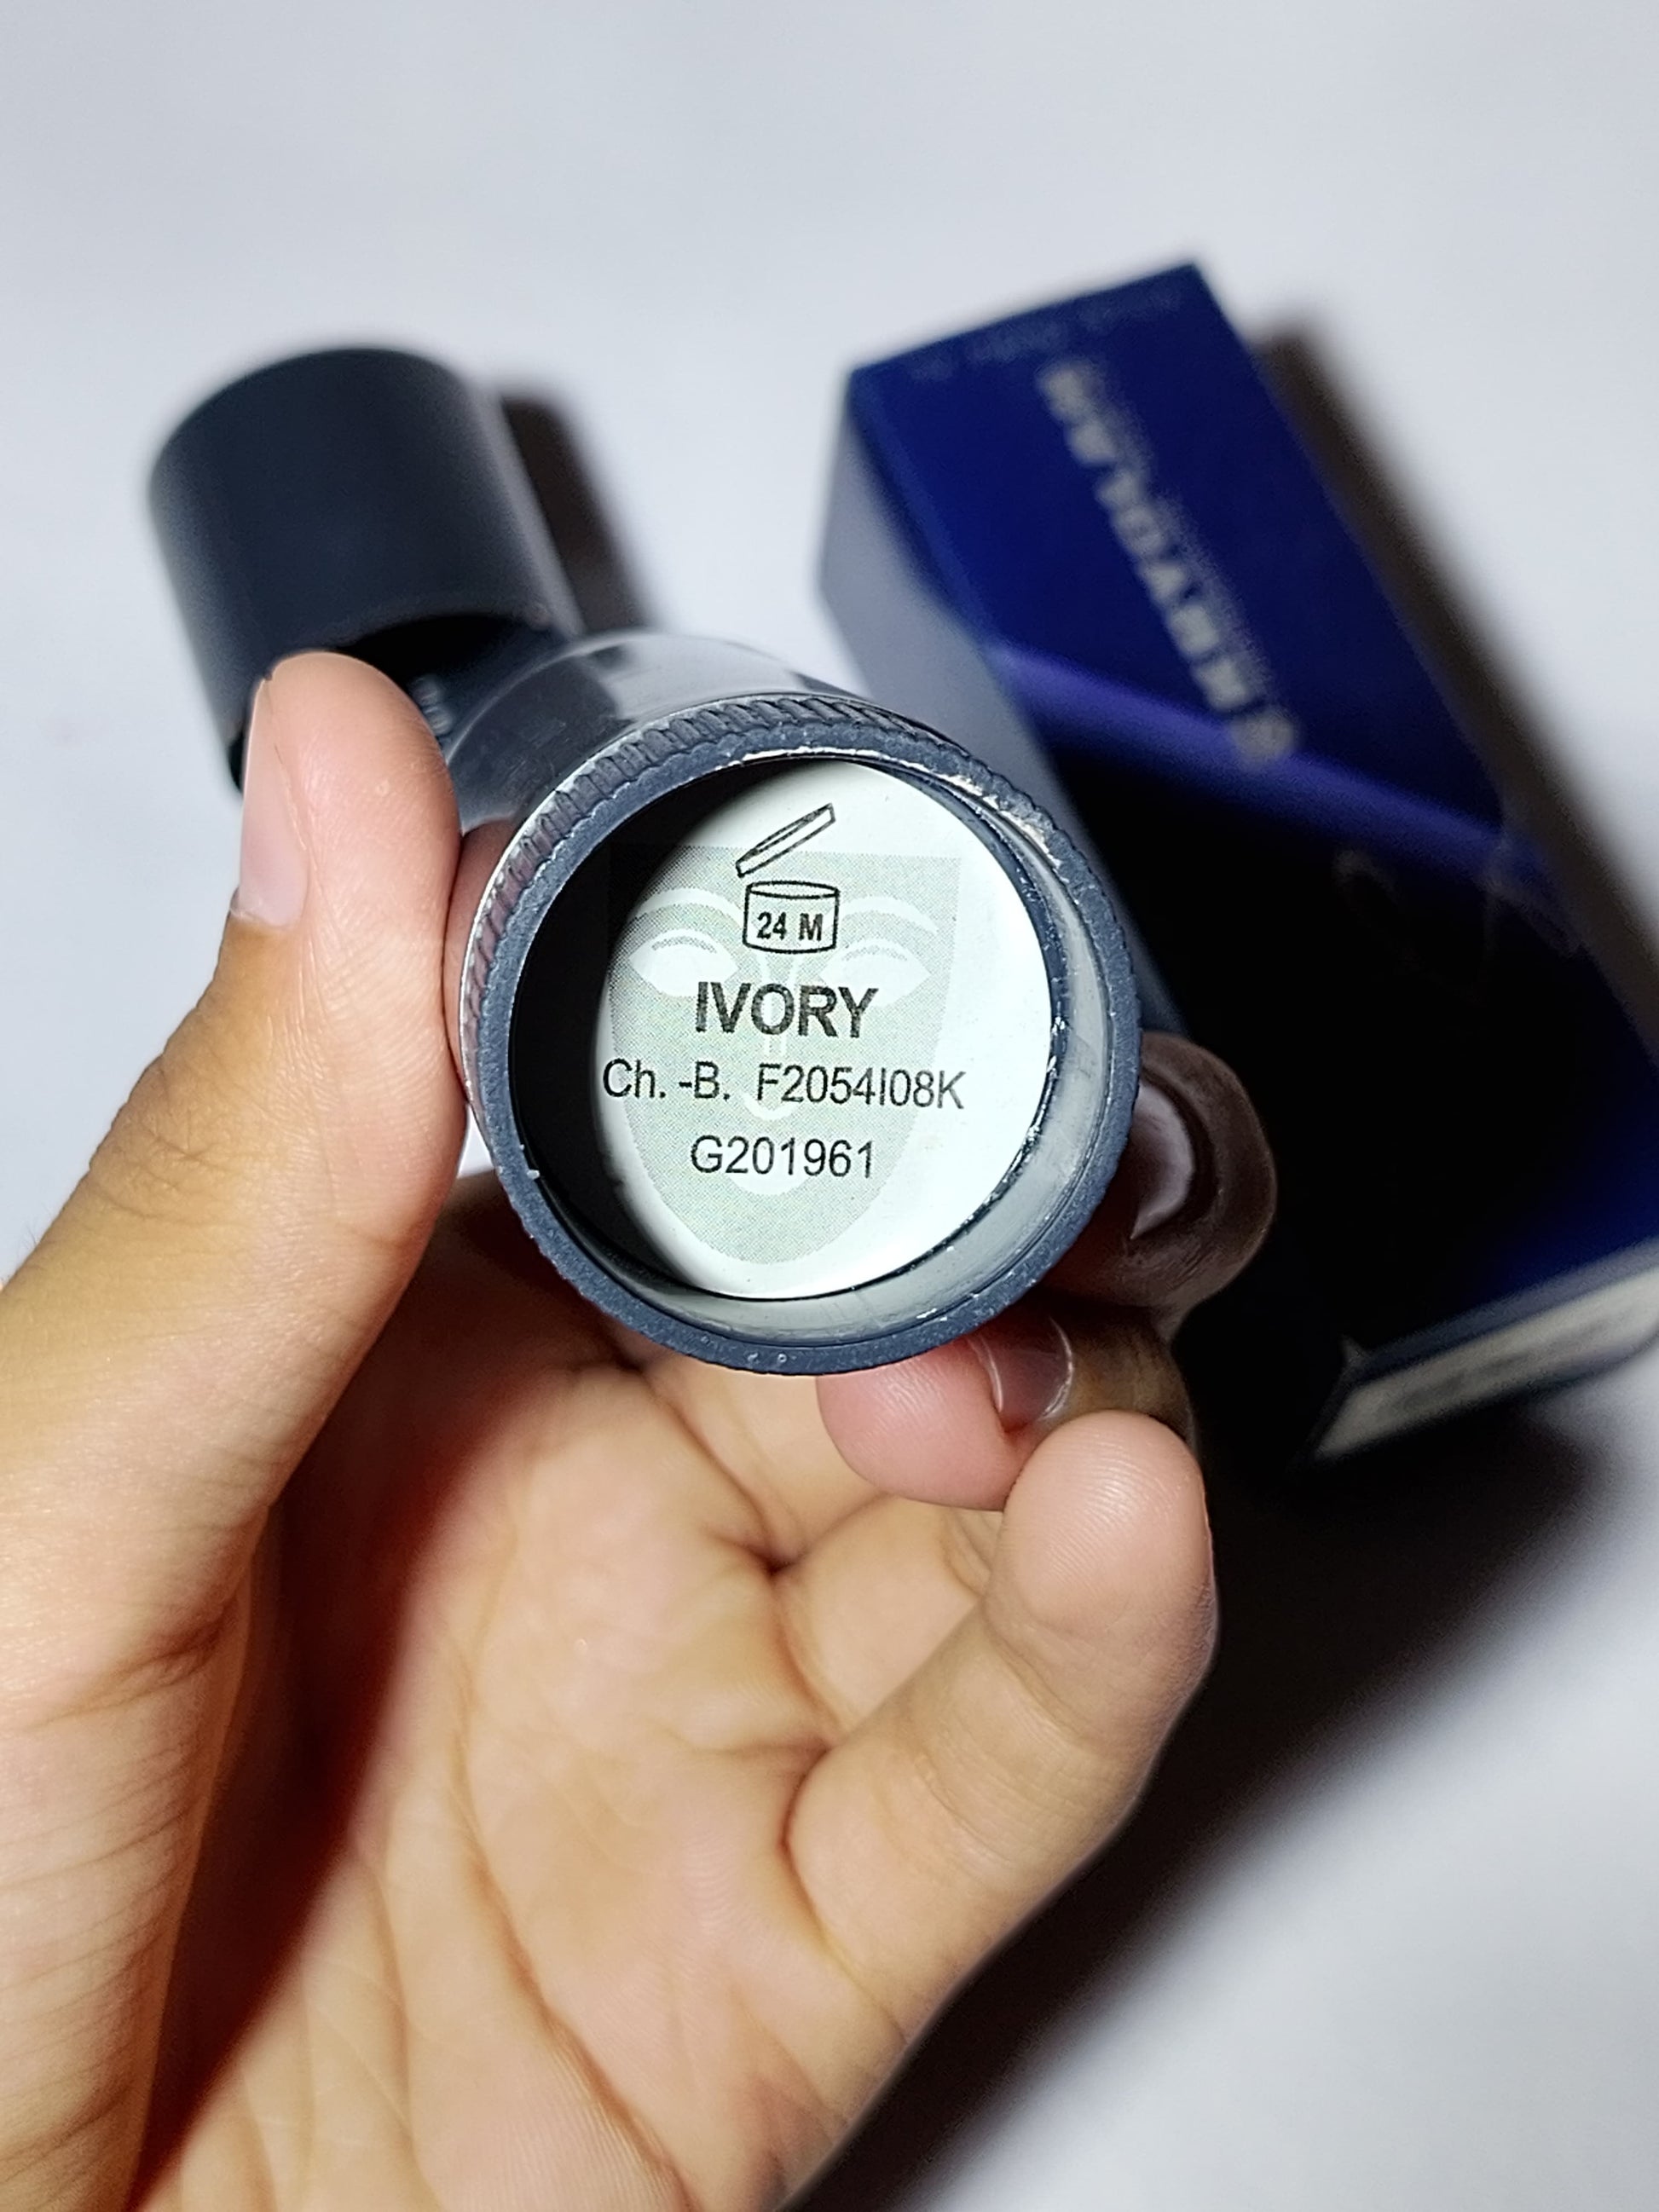 24 M
IVORY
Ch. -B. F2054I08K
G201961
KRYOLAN